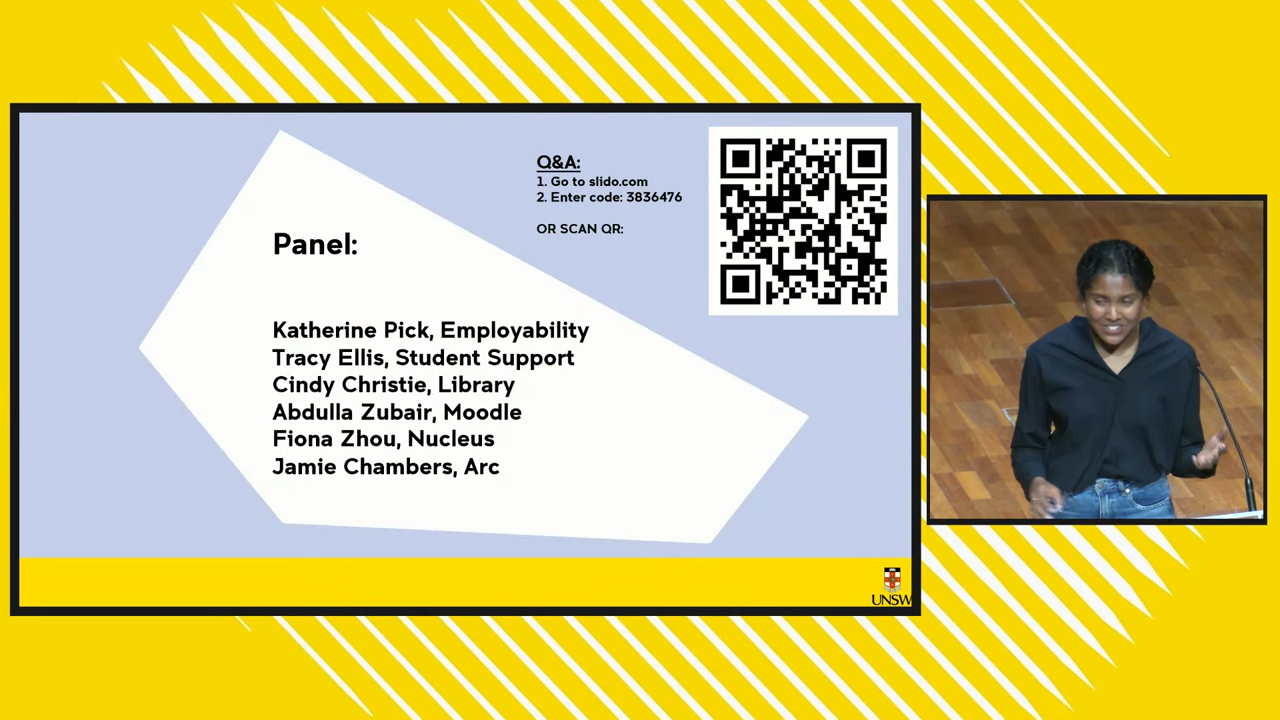 Q&A:
1. Go to slido.com
2. Enter code: 3836476
OR SCAN QR:
Panel:
Katherine Pick, Employability
Tracy Ellis, Student Support
Cindy Christie, Library
Abdulla Zubair, Moodle
Fiona Zhou, Nucleus
Jamie Chambers, Arc
UNSW